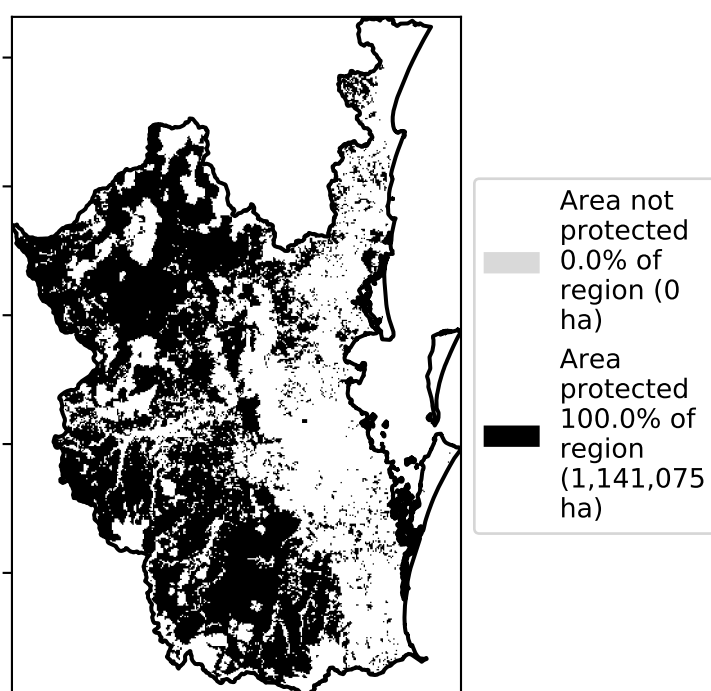 Area not
protected
0.0% of
region (0
ha)
Area
protected
100.0% of
region
(1,141,075
ha)